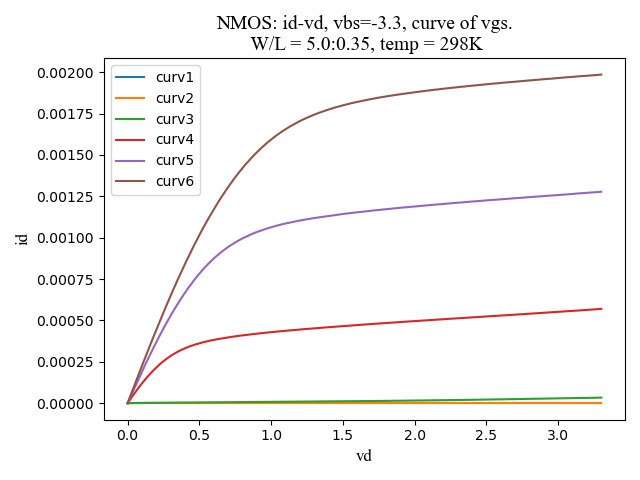 NMOS: id-vd, vbs=-3.3, curve of vgs.
W/L = 5.0:0.35, temp = 298K
0.00200
0.00175
0.00150
0.00125
0.00100
0.00075
0.00050
0.00025
0.00000
id
curv1
curv2
curv3
curv4
curv5
curv6
0.0 0.5 1.0 1.5 2.0 2.5 3.0
vd